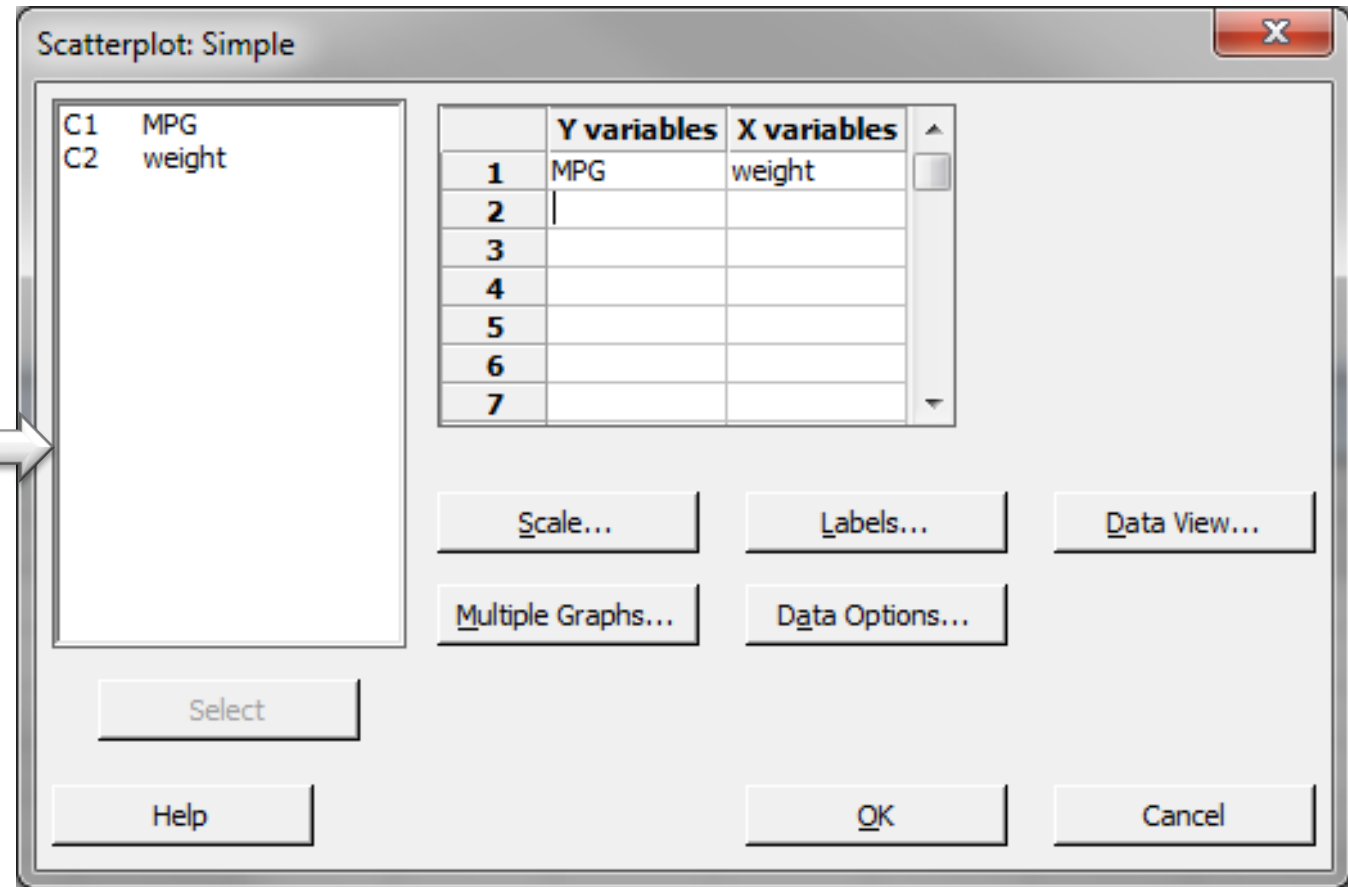 Scatterplot: Simple
C1 MPG
C2 weight
Y variables X variables
1 MPG weight
2
3
4
5
6
7
Scale... Labels... Data View...
Multiple Graphs... Data Options...
Select
Help OK Cancel